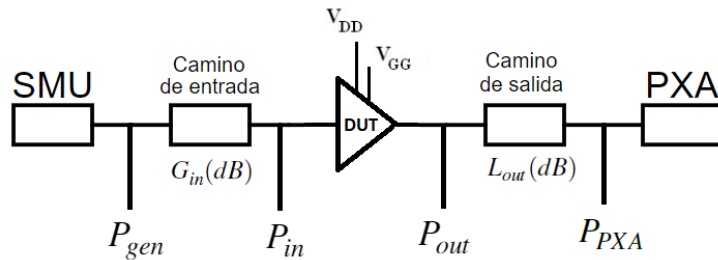 V_DD
V_GG
SMU
Camino
de entrada
DUT
Camino
de salida
PXA
G_in(dB)
L_out(dB)
P_gen
P_in
P_out
P_PXA